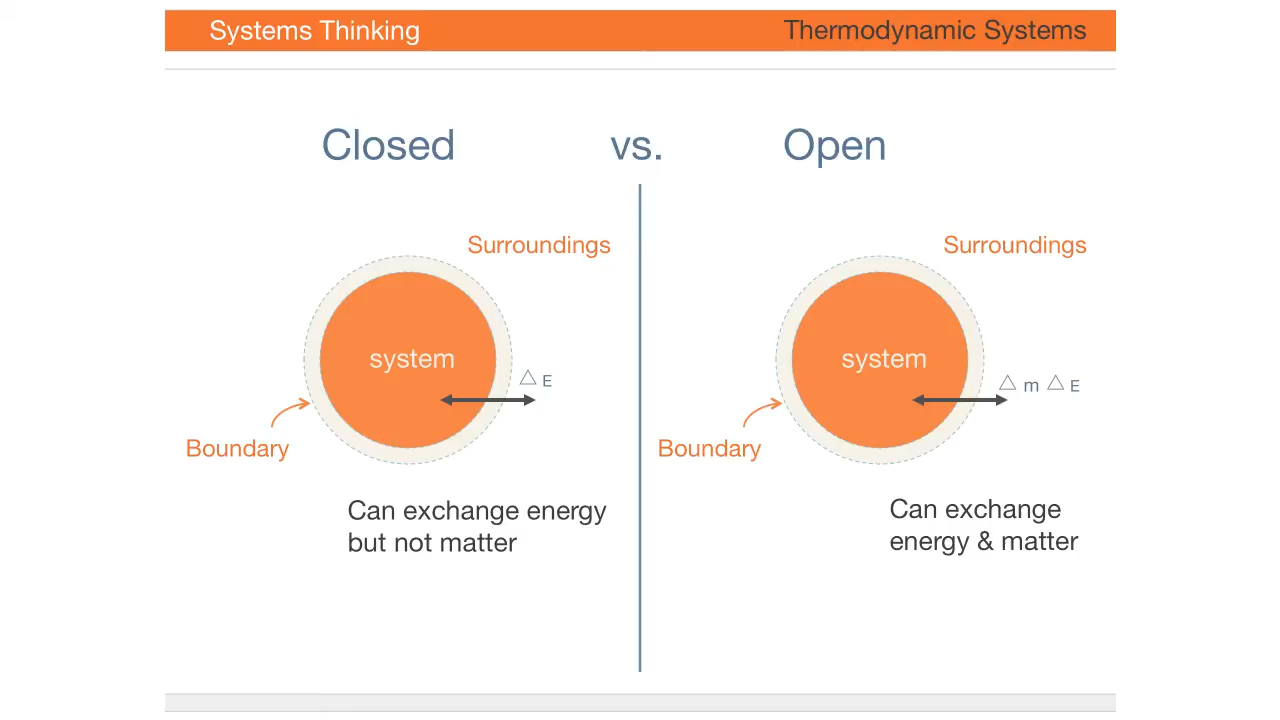 Systems Thinking
Thermodynamic Systems
Closed vs. Open
Surroundings
system
△ E
Boundary
Can exchange energy
but not matter
Surroundings
system
△ m △ E
Boundary
Can exchange
energy & matter